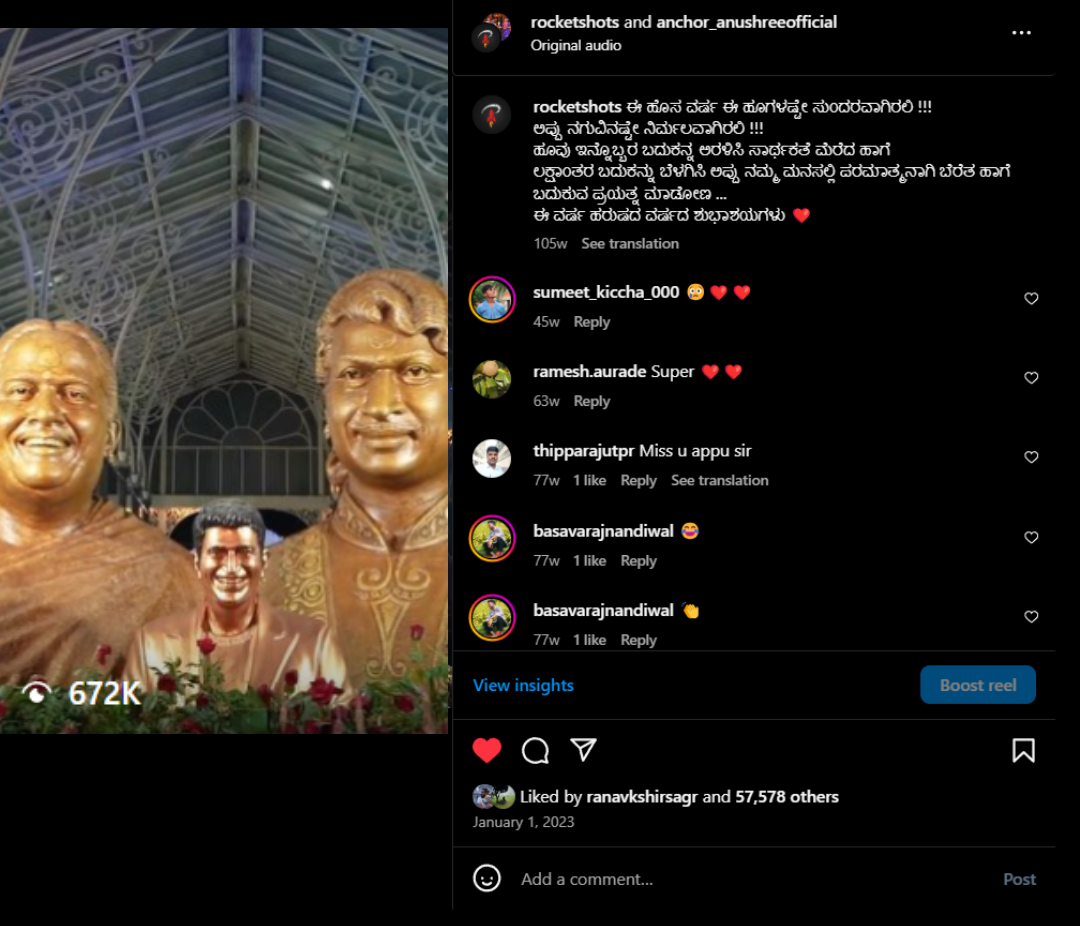 rocketshots and anchor_anushreeofficial
Original audio
rocketshots ಈ ಹೊಸ ವರ್ಷ ಈ ಹೂಗಳಷ್ಟೇ ಸುಂದರವಾಗಿರಲಿ !!!
ಅಪ್ಪು ನಗುವಿನಷ್ಟೇ ನಿರ್ಮಲವಾಗಿರಲಿ !!!
ಹೂವು ಇನ್ನೊಬ್ಬರ ಬದುಕನ್ನ ಅರಳಿಸಿ ಸಾರ್ಥಕತೆ ಮೆರೆದ ಹಾಗೆ
ಲಕ್ಷಾಂತರ ಬದುಕನ್ನು ಬೆಳಗಿಸಿ ಅಪ್ಪು ನಮ್ಮ ಮನಸಲ್ಲಿ ಪರಮಾತ್ಮನಾಗಿ ಬೆರೆತ ಹಾಗೆ
ಬದುಕುವ ಪ್ರಯತ್ನ ಮಾಡೋಣ ...
ಈ ವರ್ಷ ಹರುಷದ ವರ್ಷದ ಶುಭಾಶಯಗಳು ❤️
105w See translation
sumeet_kiccha_000 😢❤️❤️
45w Reply
ramesh.aurade Super ❤️❤️
63w Reply
thipparajutpr Miss u appu sir
77w 1 like Reply See translation
basavarajnandiwal 😂
77w 1 like Reply
basavarajnandiwal 👏
77w 1 like Reply
672K
View insights
Boost reel
Liked by ranavkshirsagr and 57,578 others
January 1, 2023
Add a comment...
Post